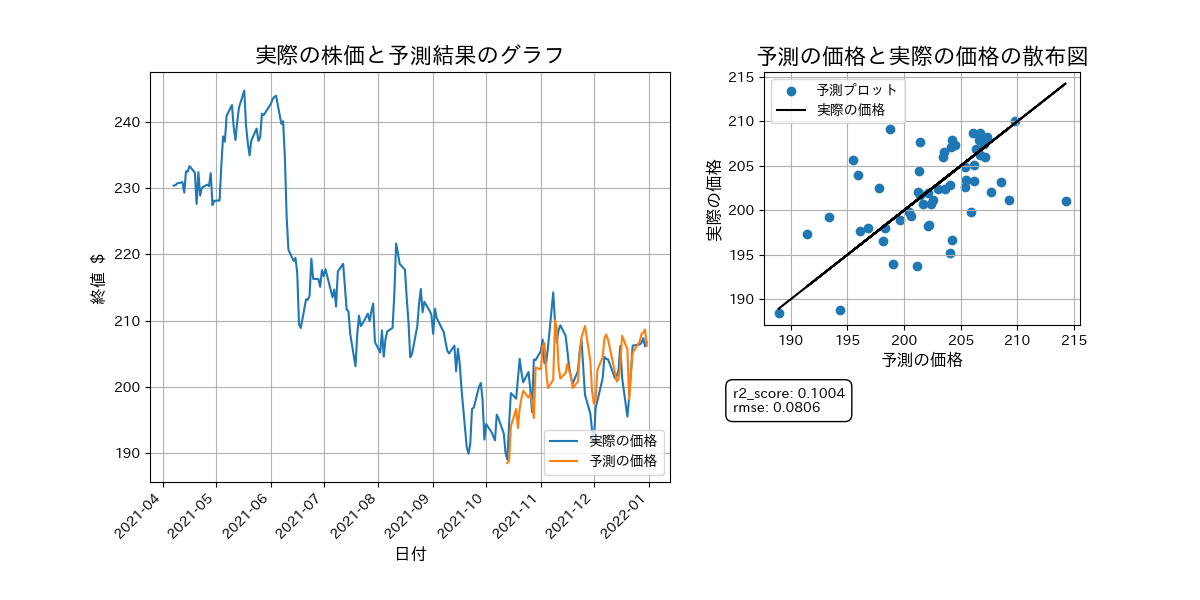 実際の株価と予測結果のグラフ
終値 $
240
230
220
210
200
190
2021-04
2021-05
2021-06
2021-07
2021-08
2021-09
2021-10
2021-11
2021-12
2022-01
日付
実際の価格
予測の価格
予測の価格と実際の価格の散布図
実際の価格
215
210
205
200
195
190
予測プロット
実際の価格
190
195
200
205
210
215
予測の価格
r2_score: 0.1004
rmse: 0.0806